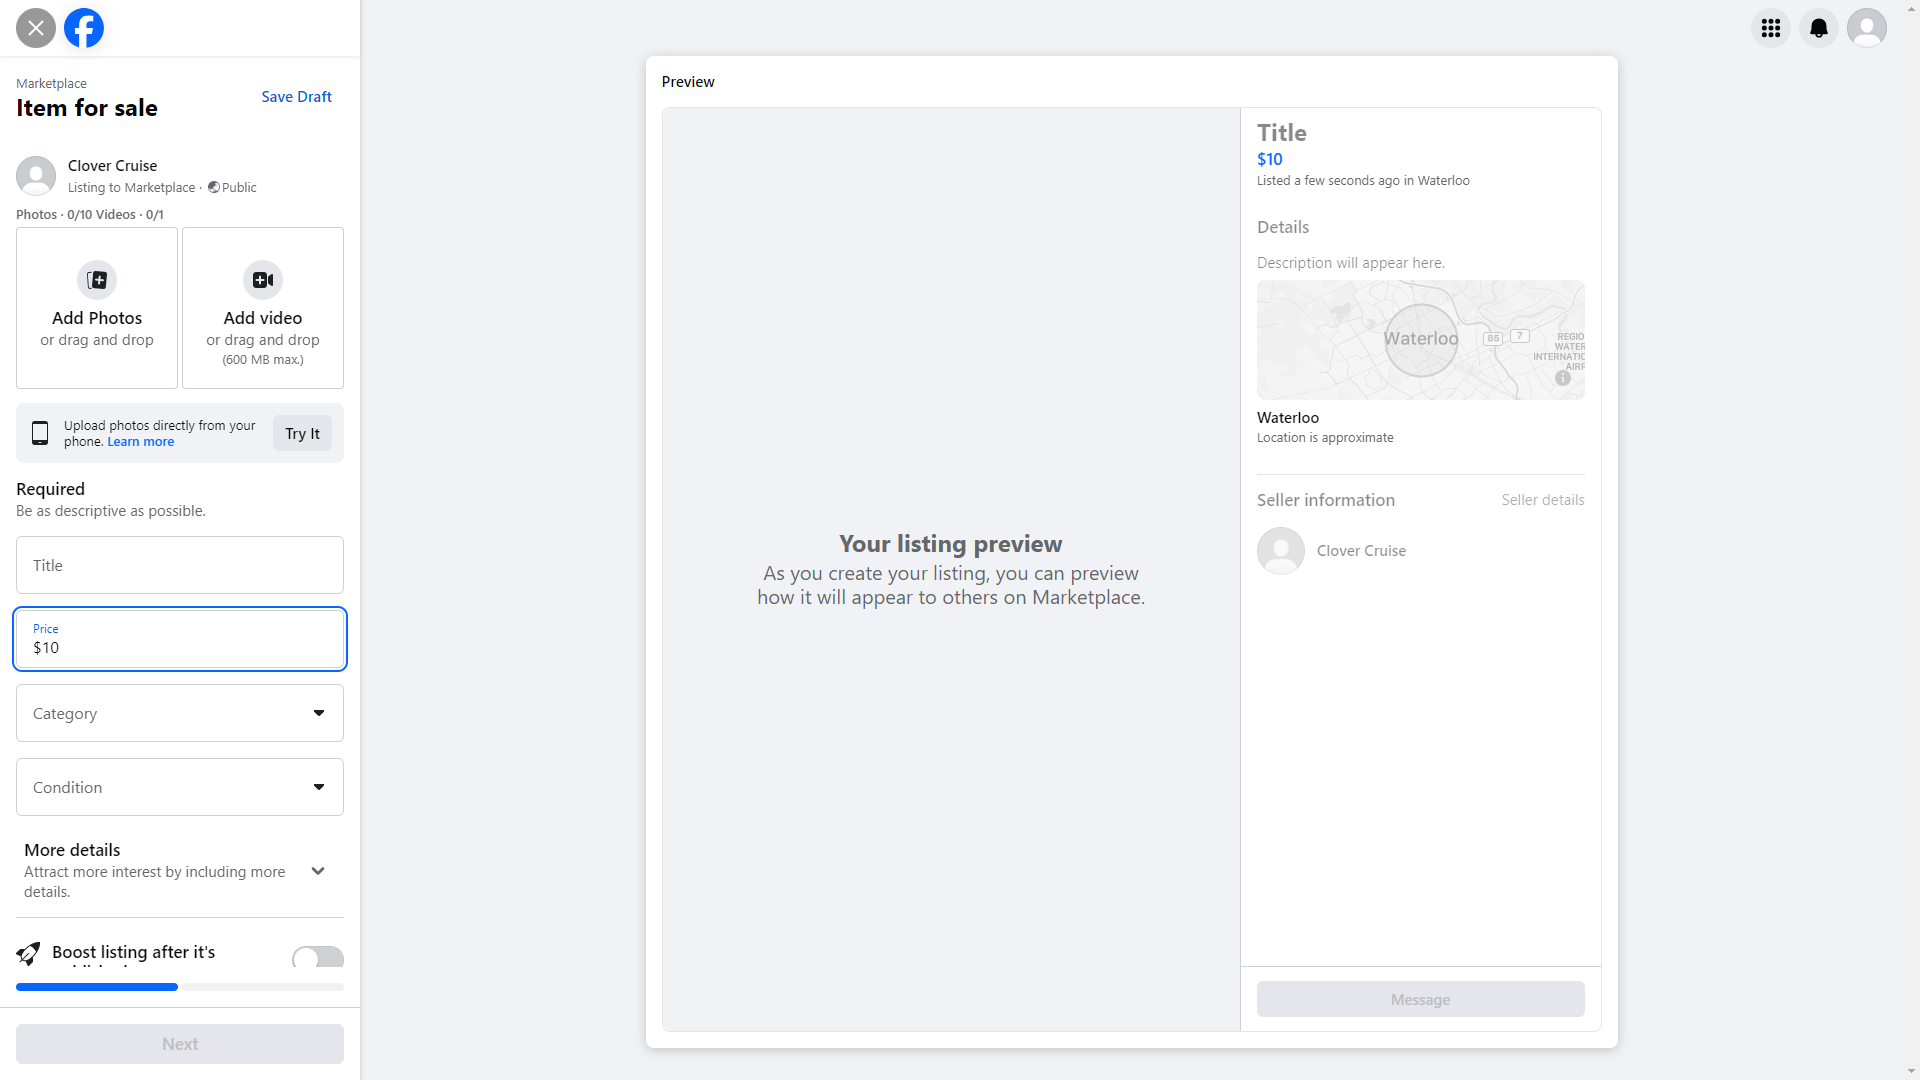 Marketplace
Item for sale
Save Draft
Clover Cruise
Listing to Marketplace · Public
Photos · 0/10 Videos · 0/1
Add Photos
or drag and drop
Add video
or drag and drop
(600 MB max.)
Upload photos directly from your
phone. Learn more
Try It
Required
Be as descriptive as possible.
Title
Price
$10
Category
Condition
More details
Attract more interest by including more
details.
Boost listing after it's
Next
Preview
Your listing preview
As you create your listing, you can preview
how it will appear to others on Marketplace.
Title
$10
Listed a few seconds ago in Waterloo
Details
Description will appear here.
Waterloo
85
7
REGIO
WATER
INTERNATIO
AIRP
Waterloo
Location is approximate
Seller information
Seller details
Clover Cruise
Message